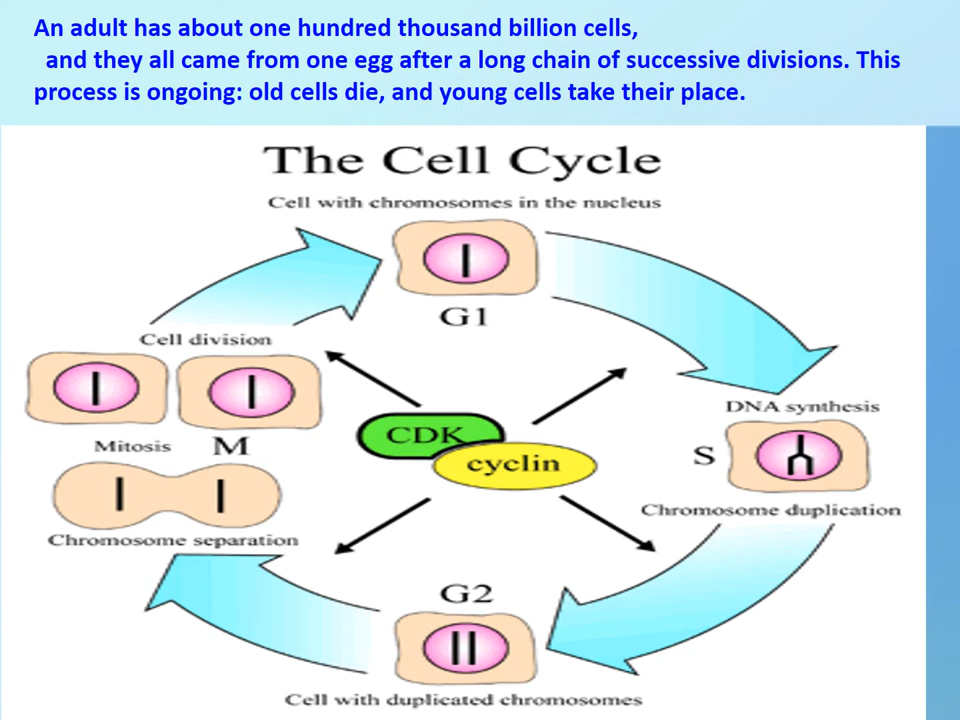 An adult has about one hundred thousand billion cells,
and they all came from one egg after a long chain of successive divisions. This
process is ongoing: old cells die, and young cells take their place.
The Cell Cycle
Cell with chromosomes in the nucleus
G1
Cell division
DNA synthesis
CDK
cyclin
Mitosis M
S
Chromosome duplication
Chromosome separation
G2
Cell with duplicated chromosomes